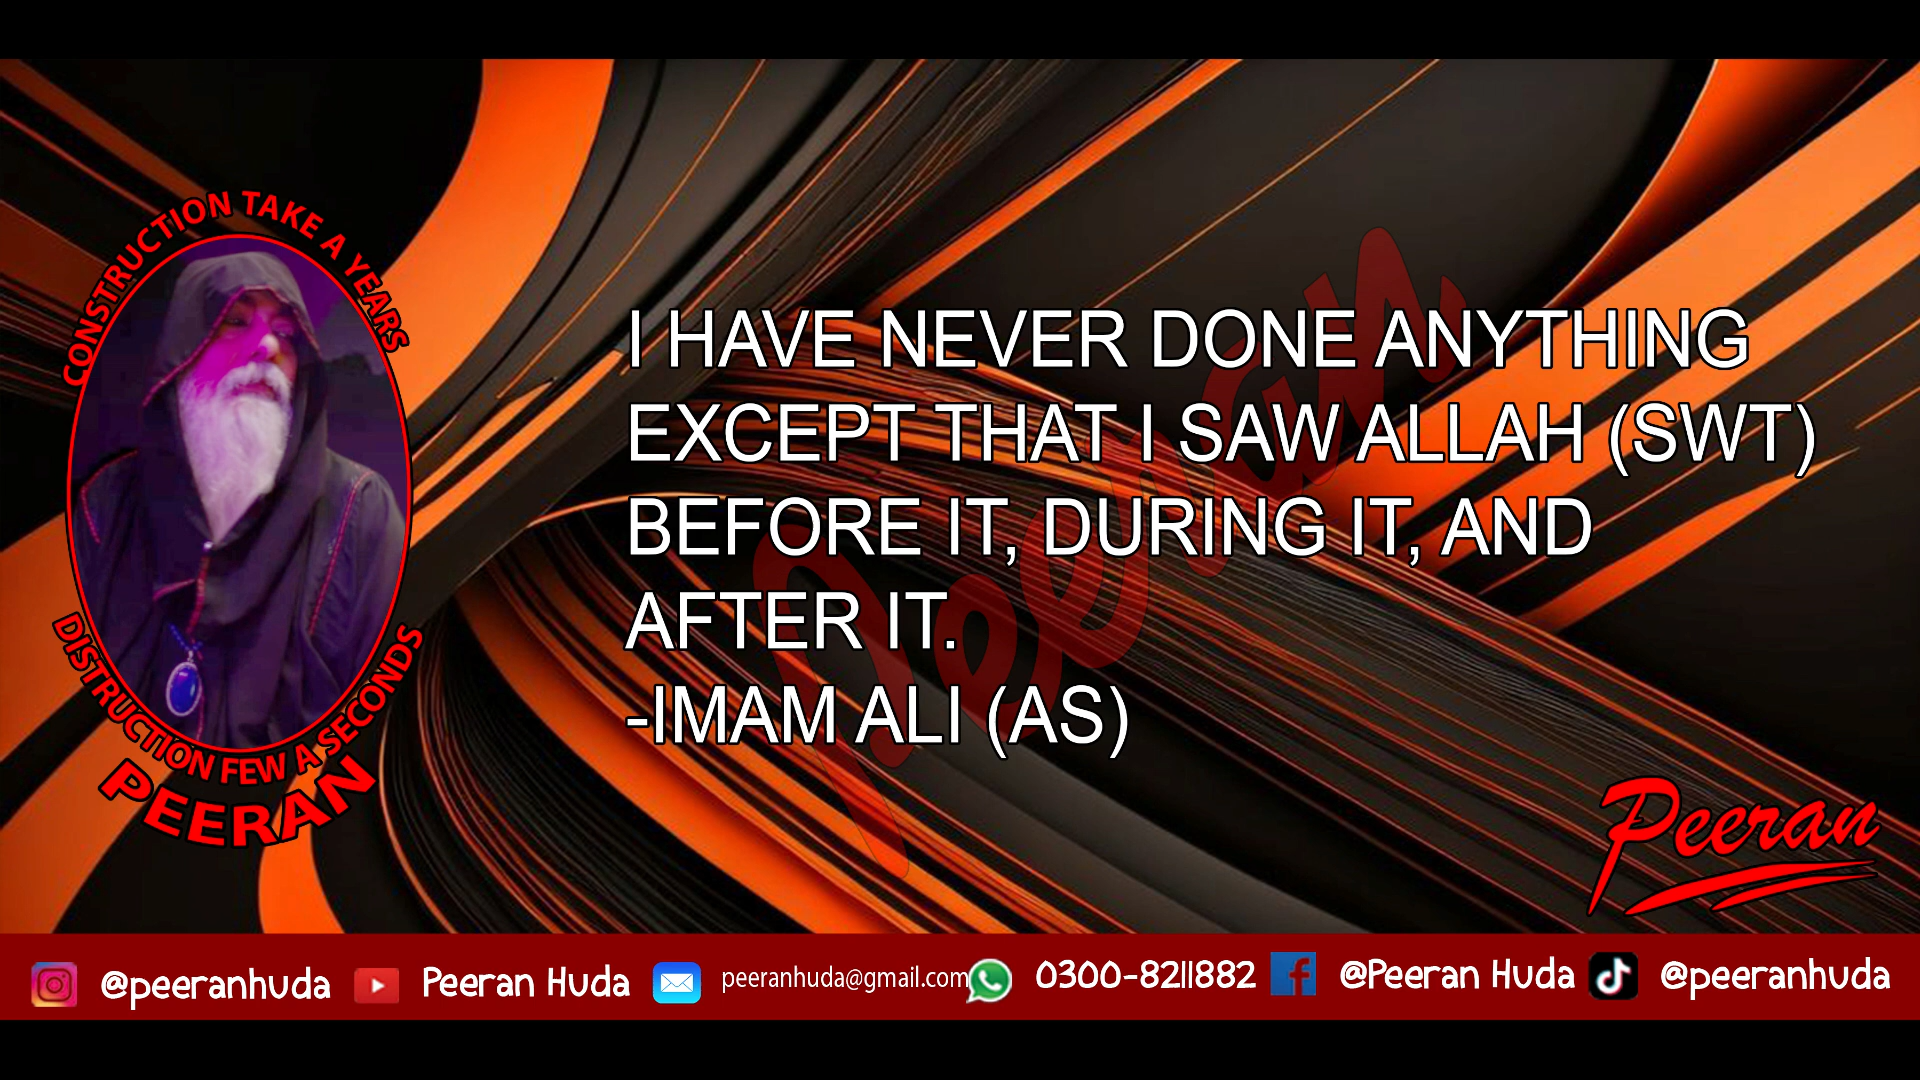 CONSTRUCTION TAKE A YEARS
DISTRUCTION FEW A SECONDS
PEERAN
I HAVE NEVER DONE ANYTHING
EXCEPT THAT I SAW ALLAH (SWT)
BEFORE IT, DURING IT, AND
AFTER IT.
-IMAM ALI (AS)
Peeran
Peeran
@peeranhuda
Peeran Huda
peeranhuda@gmail.com
0300-8211882
@Peeran Huda
@peeranhuda